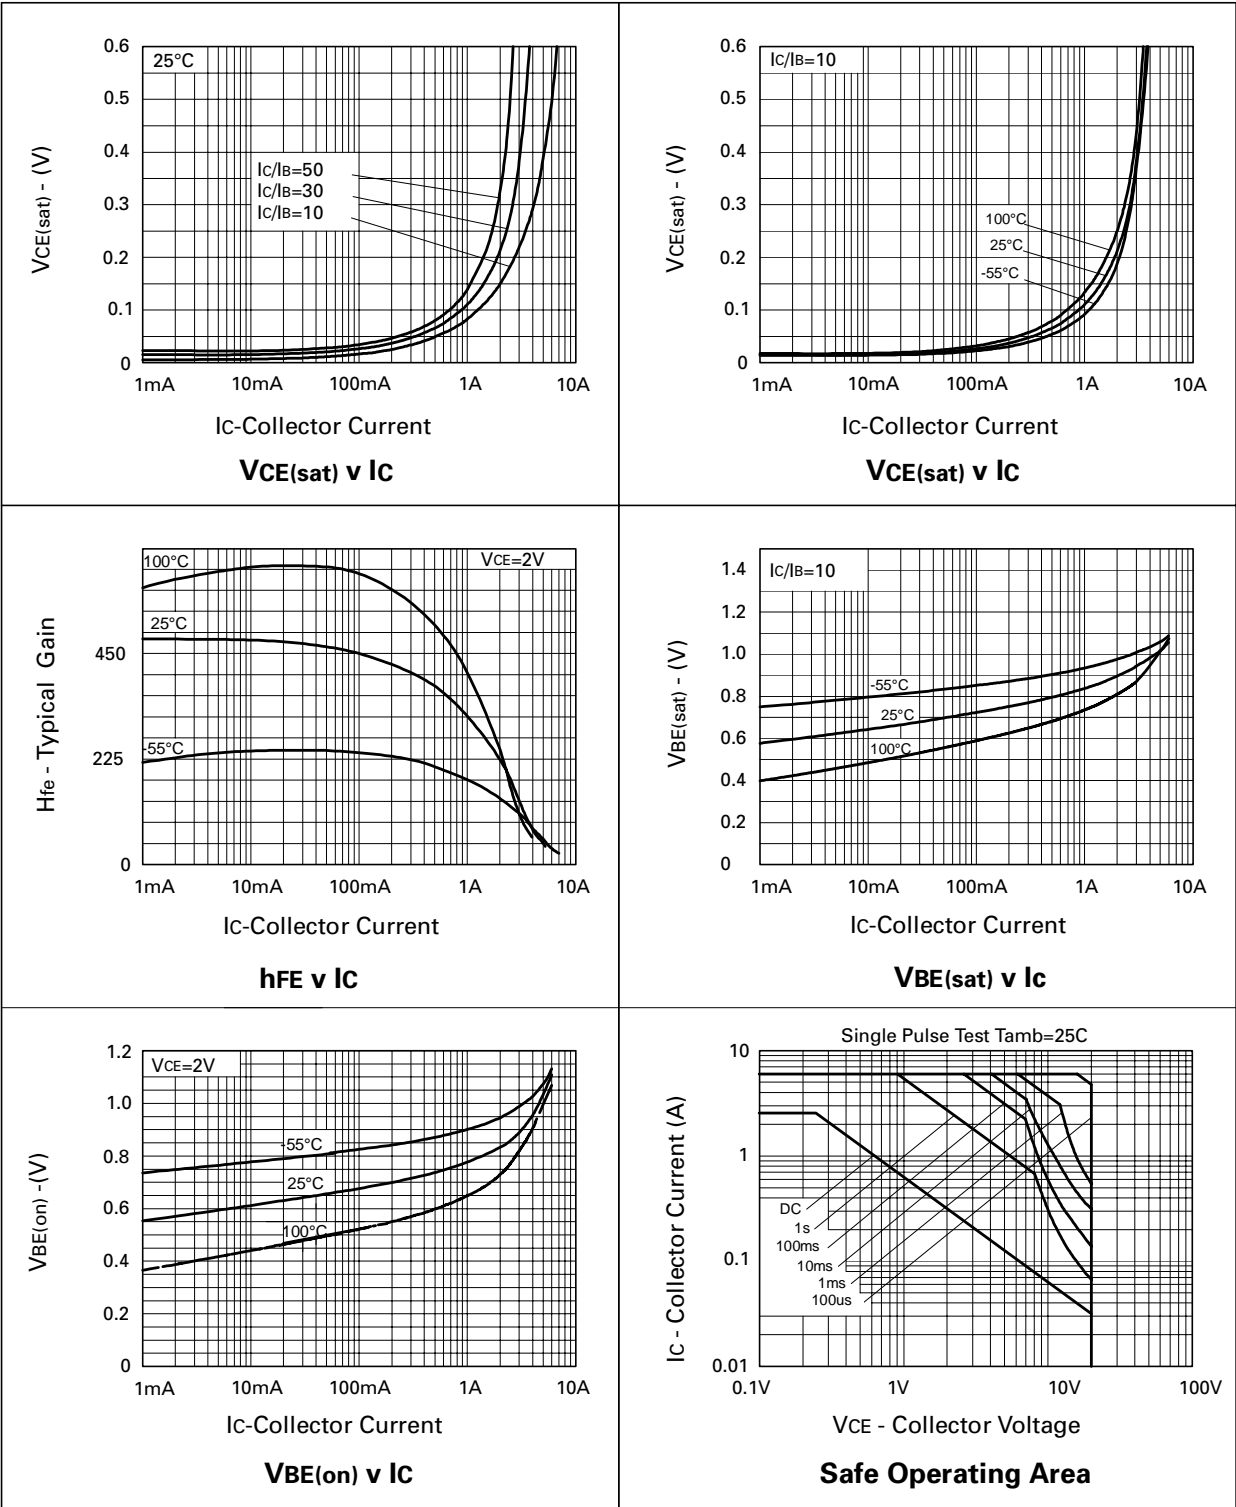 0.6
0.5
0.4
0.3
0.2
0.1
0
VCE(sat) - (V)
25°C
IC/IB=50
IC/IB=30
IC/IB=10
1mA 10mA 100mA 1A 10A
IC-Collector Current
VCE(sat) v IC
0.6
0.5
0.4
0.3
0.2
0.1
0
VCE(sat) - (V)
IC/IB=10
100°C
25°C
-55°C
1mA 10mA 100mA 1A 10A
IC-Collector Current
VCE(sat) v IC
450
225
0
Hfe - Typical Gain
100°C
VCE=2V
25°C
-55°C
1mA 10mA 100mA 1A 10A
IC-Collector Current
hFE v IC
1.4
1.2
1.0
0.8
0.6
0.4
0.2
0
VBE(sat) - (V)
IC/IB=10
-55°C
25°C
100°C
1mA 10mA 100mA 1A 10A
IC-Collector Current
VBE(sat) v Ic
1.2
1.0
0.8
0.6
0.4
0.2
0
VBE(on) -(V)
VCE=2V
-55°C
25°C
100°C
1mA 10mA 100mA 1A 10A
IC-Collector Current
VBE(on) v IC
Single Pulse Test Tamb=25C
10
1
0.1
0.01
IC - Collector Current (A)
DC
1s
100ms
10ms
1ms
100us
0.1V 1V 10V 100V
VCE - Collector Voltage
Safe Operating Area